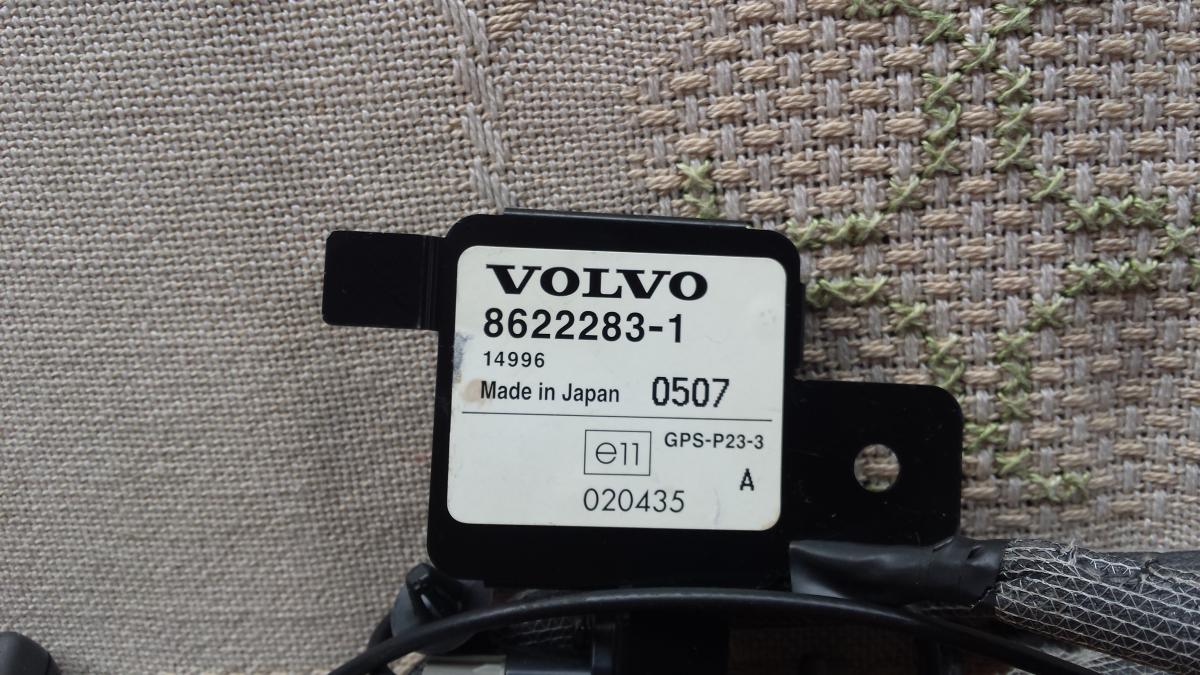 VOLVO
8622283-1
14996
Made in Japan 0507
e11 GPS-P23-3
A
020435